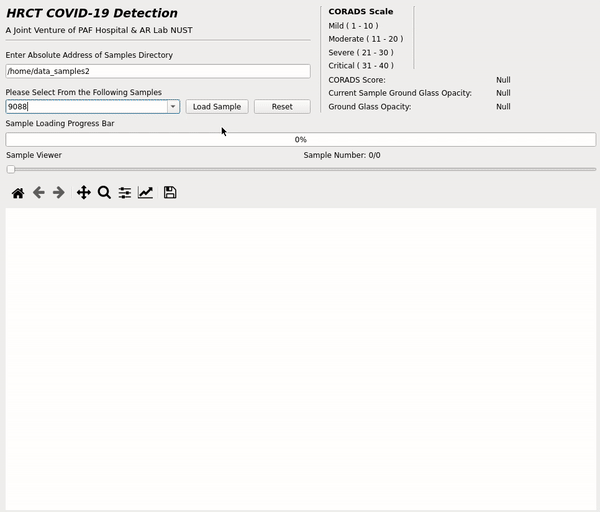 HRCT COVID-19 Detection
A Joint Venture of PAF Hospital & AR Lab NUST
Enter Absolute Address of Samples Directory
/home/data_samples2
Please Select From the Following Samples
9088
Load Sample
Reset
CORADS Scale
Mild ( 1 - 10 )
Moderate ( 11 - 20 )
Severe ( 21 - 30 )
Critical ( 31 - 40 )
CORADS Score: Null
Current Sample Ground Glass Opacity: Null
Ground Glass Opacity: Null
Sample Loading Progress Bar
0%
Sample Viewer
Sample Number: 0/0